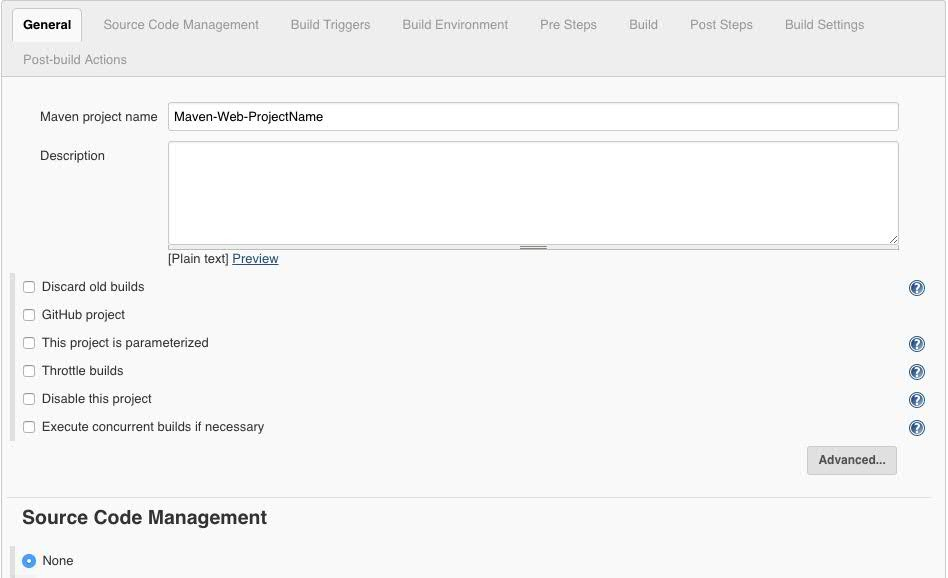 General Source Code Management Build Triggers Build Environment Pre Steps Build Post Steps Build Settings
Post-build Actions
Maven project name Maven-Web-ProjectName
Description
[Plain text] Preview
Discard old builds ?
GitHub project
This project is parameterized ?
Throttle builds ?
Disable this project ?
Execute concurrent builds if necessary ?
Advanced...
Source Code Management
None